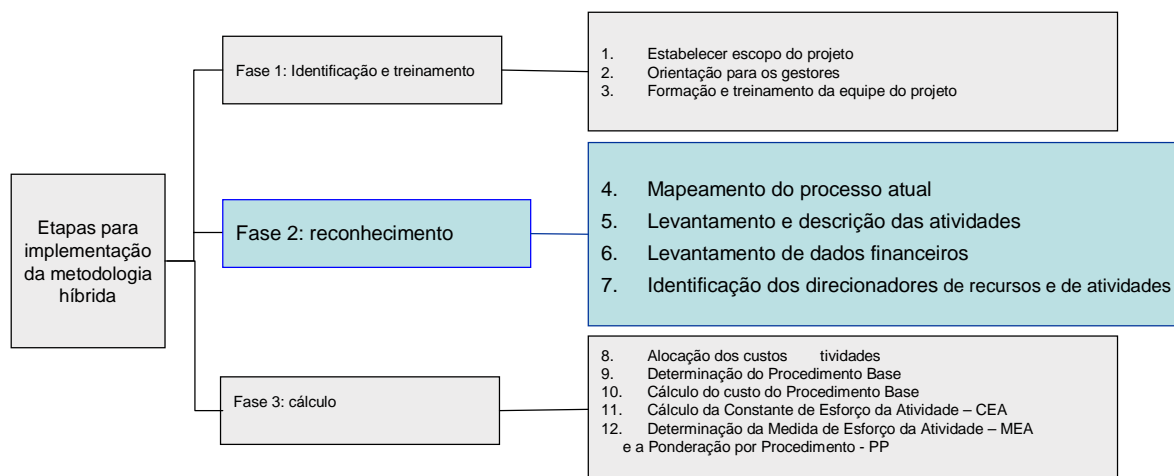 Etapas para
implementação
da metodologia
híbrida
Fase 1: Identificação e treinamento
1. Estabelecer escopo do projeto
2. Orientação para os gestores
3. Formação e treinamento da equipe do projeto
Fase 2: reconhecimento
4. Mapeamento do processo atual
5. Levantamento e descrição das atividades
6. Levantamento de dados financeiros
7. Identificação dos direcionadores de recursos e de atividades
Fase 3: cálculo
8. Alocação dos custos tividades
9. Determinação do Procedimento Base
10. Cálculo do custo do Procedimento Base
11. Cálculo da Constante de Esforço da Atividade – CEA
12. Determinação da Medida de Esforço da Atividade – MEA
e a Ponderação por Procedimento - PP